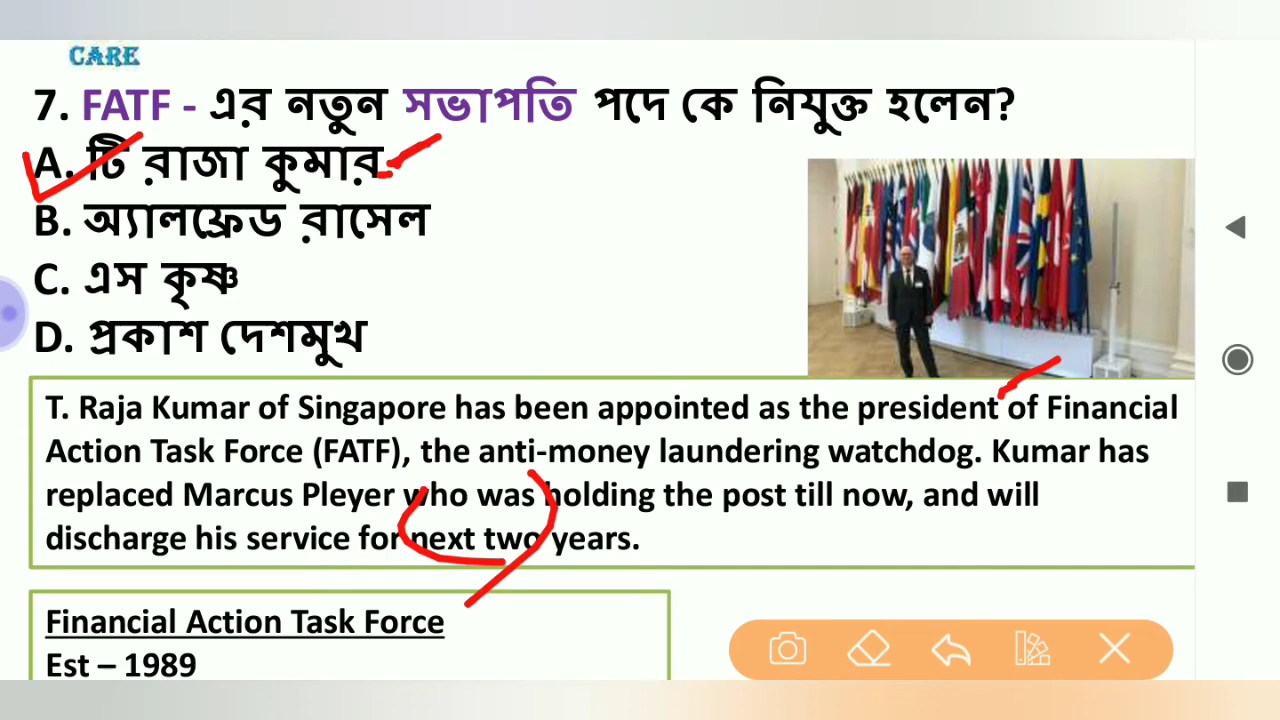 CARE
7. FATF - এর নতুন সভাপতি পদে কে নিযুক্ত হলেন?
A. টি রাজা কুমার
B. অ্যালফ্রেড রাসেল
C. এস কৃষ্ণ
D. প্রকাশ দেশমুখ
T. Raja Kumar of Singapore has been appointed as the president of Financial
Action Task Force (FATF), the anti-money laundering watchdog. Kumar has
replaced Marcus Pleyer who was holding the post till now, and will
discharge his service for next two years.
Financial Action Task Force
Est – 1989